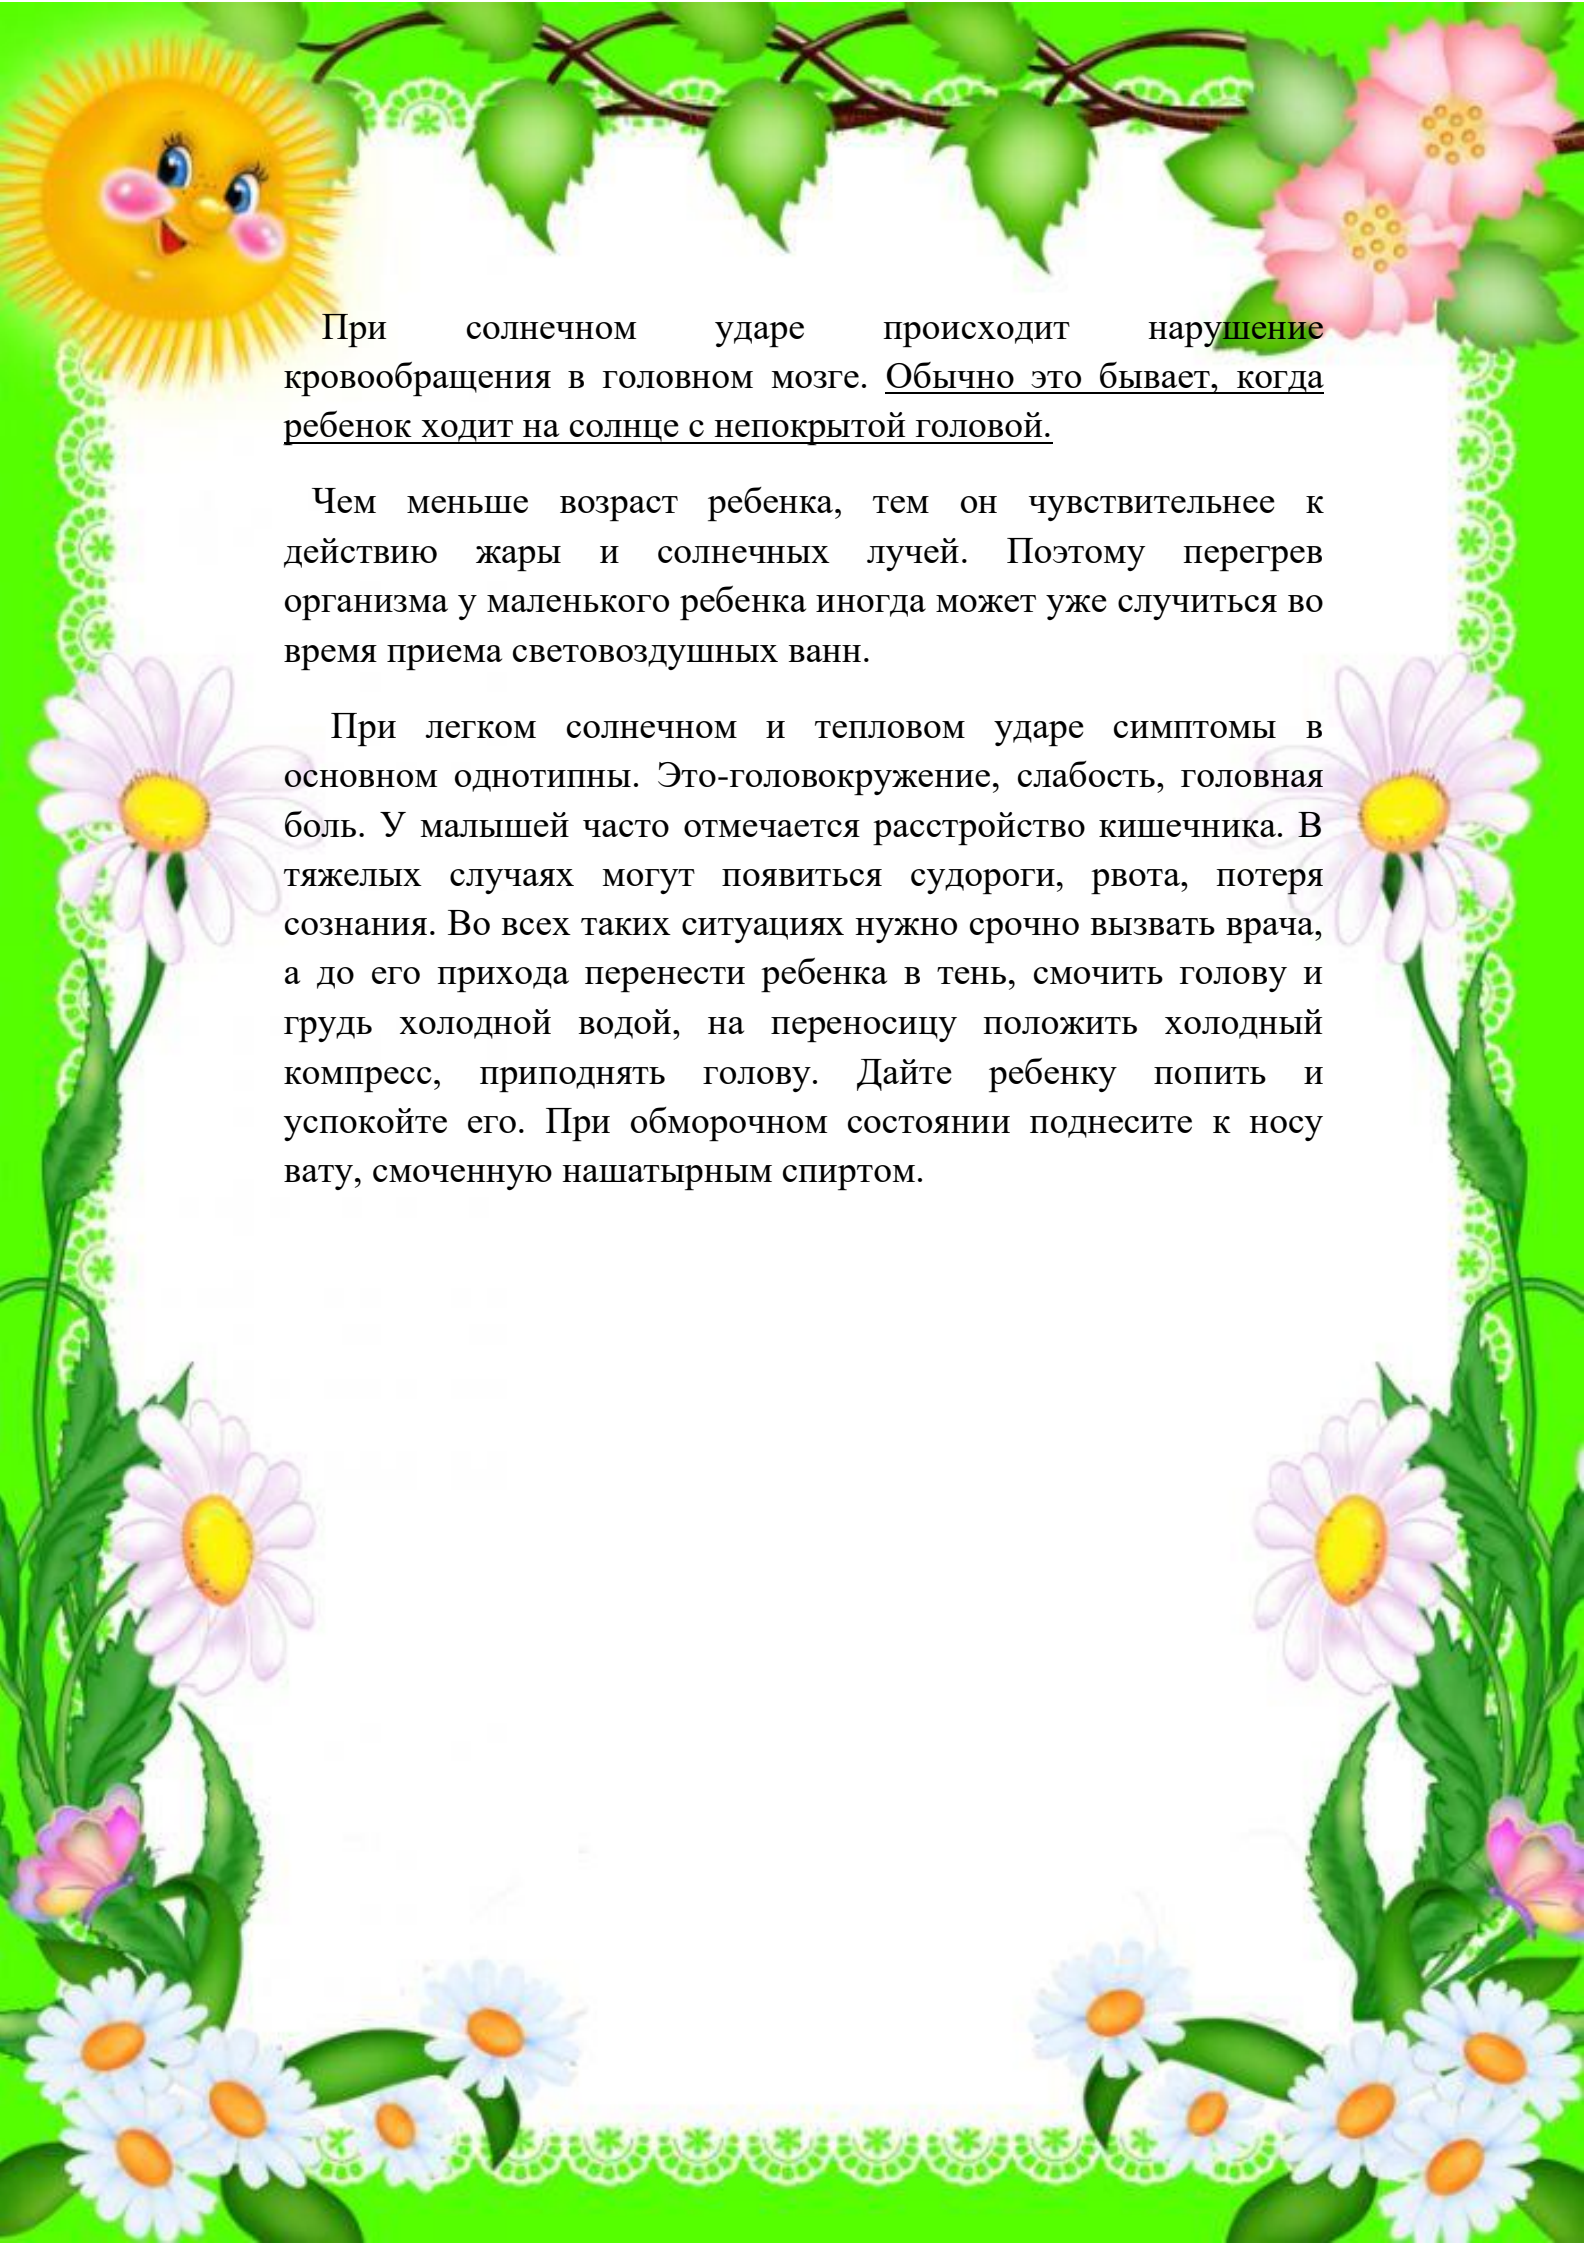 При солнечном ударе происходит нарушение
кровообращения в головном мозге. Обычно это бывает, когда
ребенок ходит на солнце с непокрытой головой.
Чем меньше возраст ребенка, тем он чувствительнее к
действию жары и солнечных лучей. Поэтому перегрев
организма у маленького ребенка иногда может уже случиться во
время приема световоздушных ванн.
При легком солнечном и тепловом ударе симптомы в
основном однотипны. Это-головокружение, слабость, головная
боль. У малышей часто отмечается расстройство кишечника. В
тяжелых случаях могут появиться судороги, рвота, потеря
сознания. Во всех таких ситуациях нужно срочно вызвать врача,
а до его прихода перенести ребенка в тень, смочить голову и
грудь холодной водой, на переносицу положить холодный
компресс, приподнять голову. Дайте ребенку попить и
успокойте его. При обморочном состоянии поднесите к носу
вату, смоченную нашатырным спиртом.